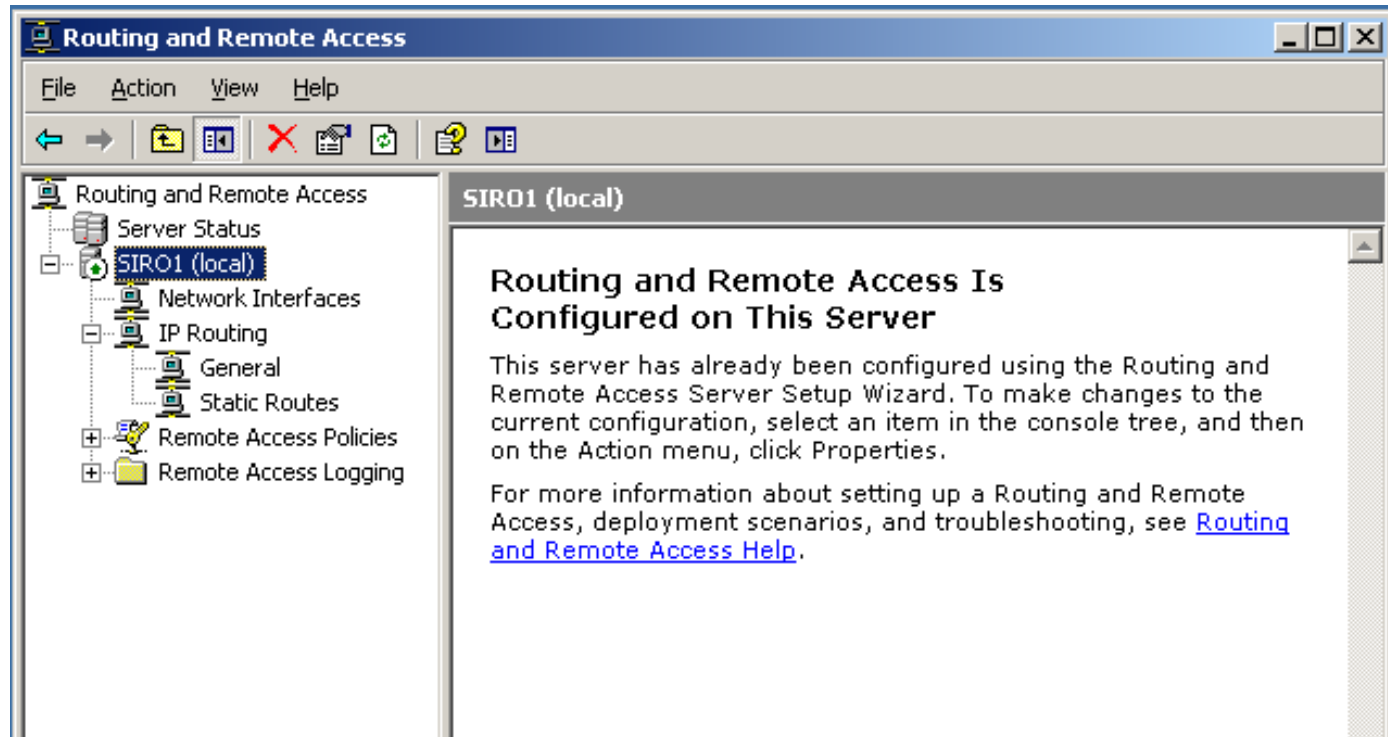 Routing and Remote Access
File Action View Help
Routing and Remote Access
Server Status
SIRO1 (local)
Network Interfaces
IP Routing
General
Static Routes
Remote Access Policies
Remote Access Logging
SIRO1 (local)
Routing and Remote Access Is
Configured on This Server
This server has already been configured using the Routing and
Remote Access Server Setup Wizard. To make changes to the
current configuration, select an item in the console tree, and then
on the Action menu, click Properties.
For more information about setting up a Routing and Remote
Access, deployment scenarios, and troubleshooting, see Routing
and Remote Access Help.